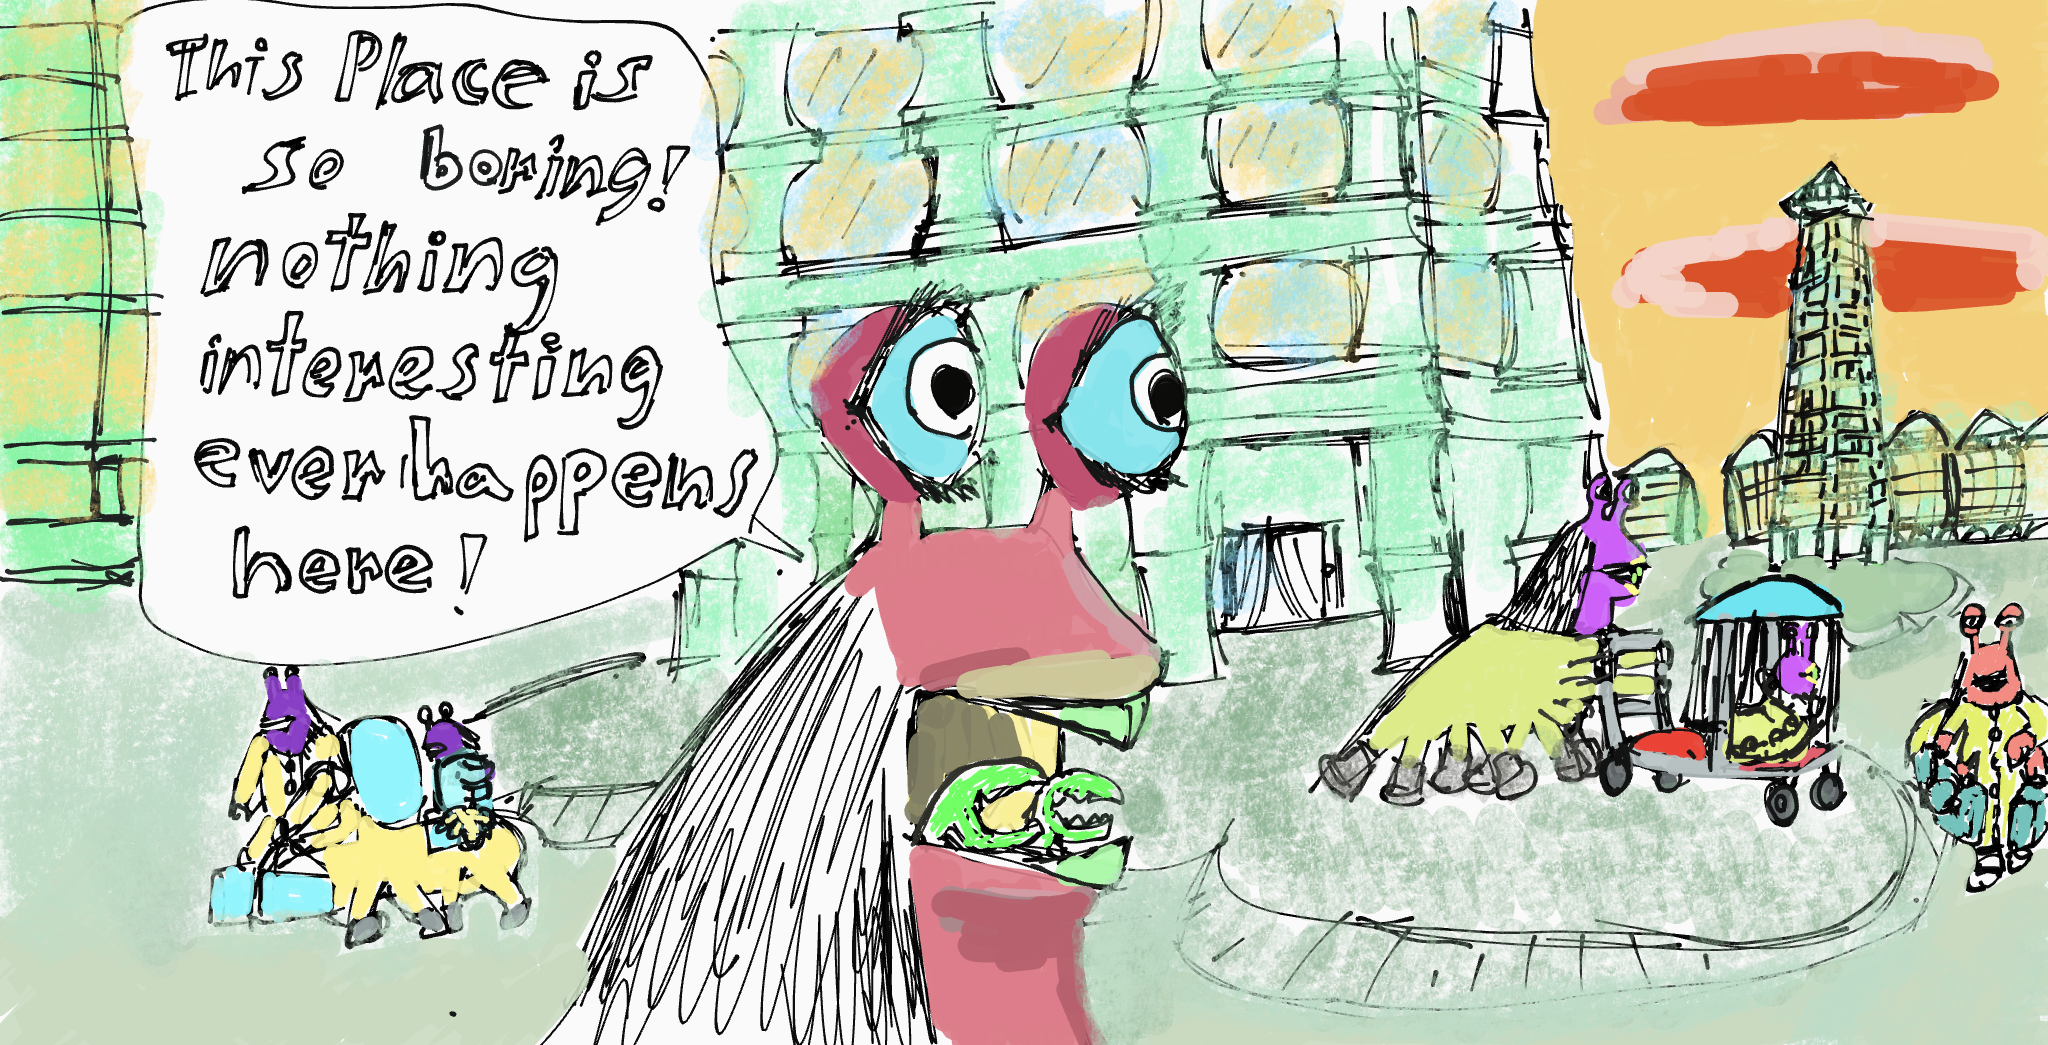 This Place is
so boring!
nothing
interesting
ever happens
here!